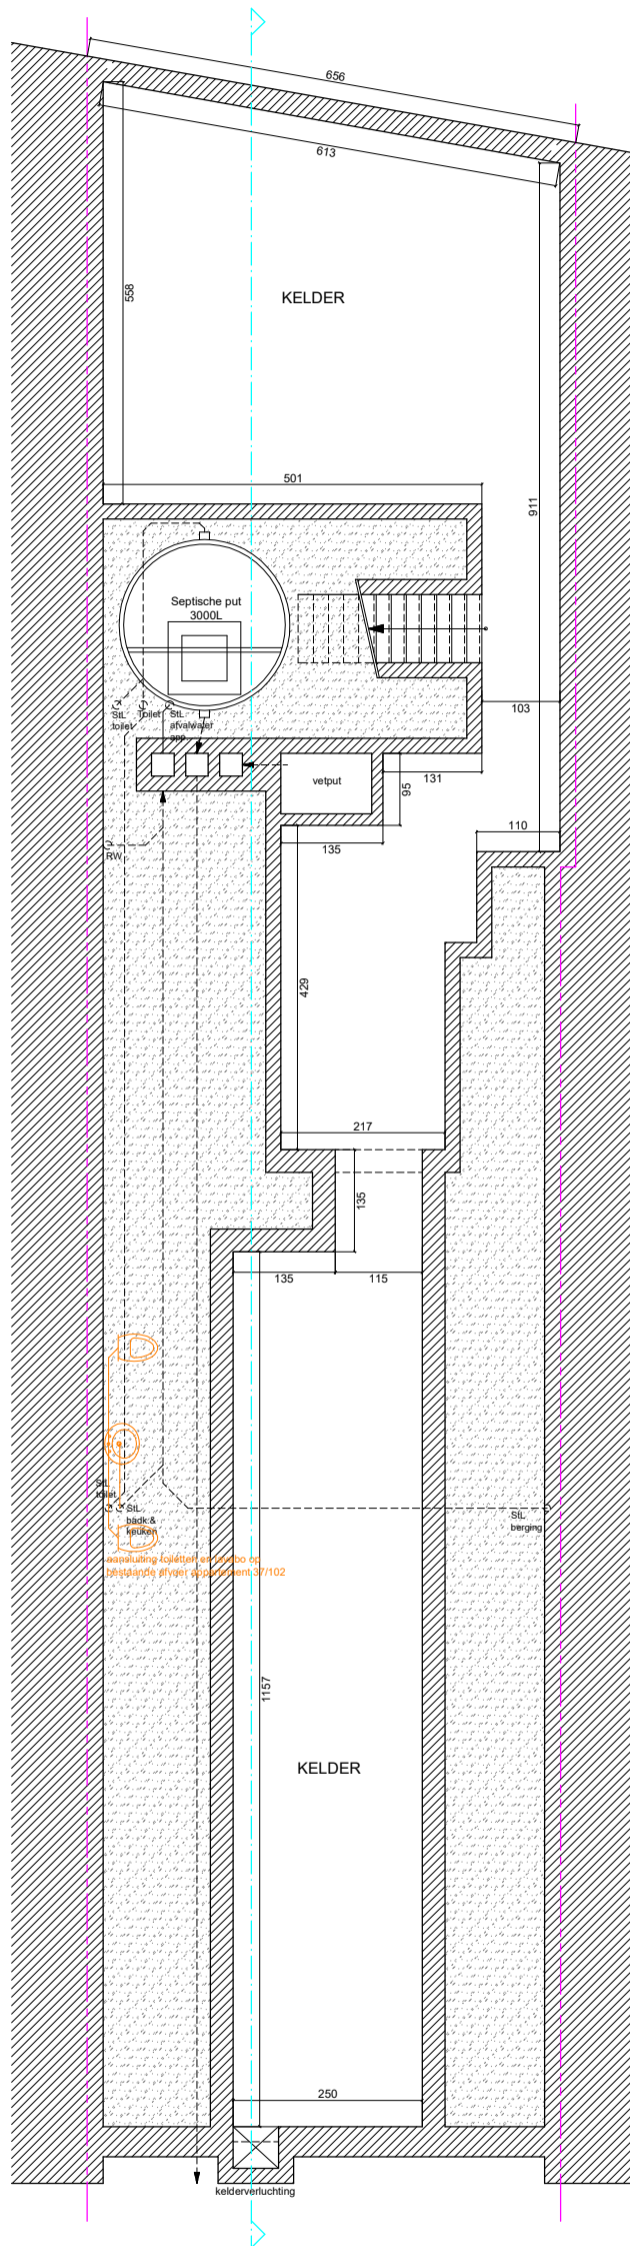 656
613
558
KELDER
501
911
Septische put
3000L
StL
toilet
Toilet
StL
afvalwater
app
103
vetput
131
95
110
135
RW
429
217
135
135
115
StL
toilet
StL
badk &
keuken
StL
berging
aansluiting toiletten en lavabo op
bestaande afvoer appartement 37/102
1157
KELDER
250
kelderverluchting